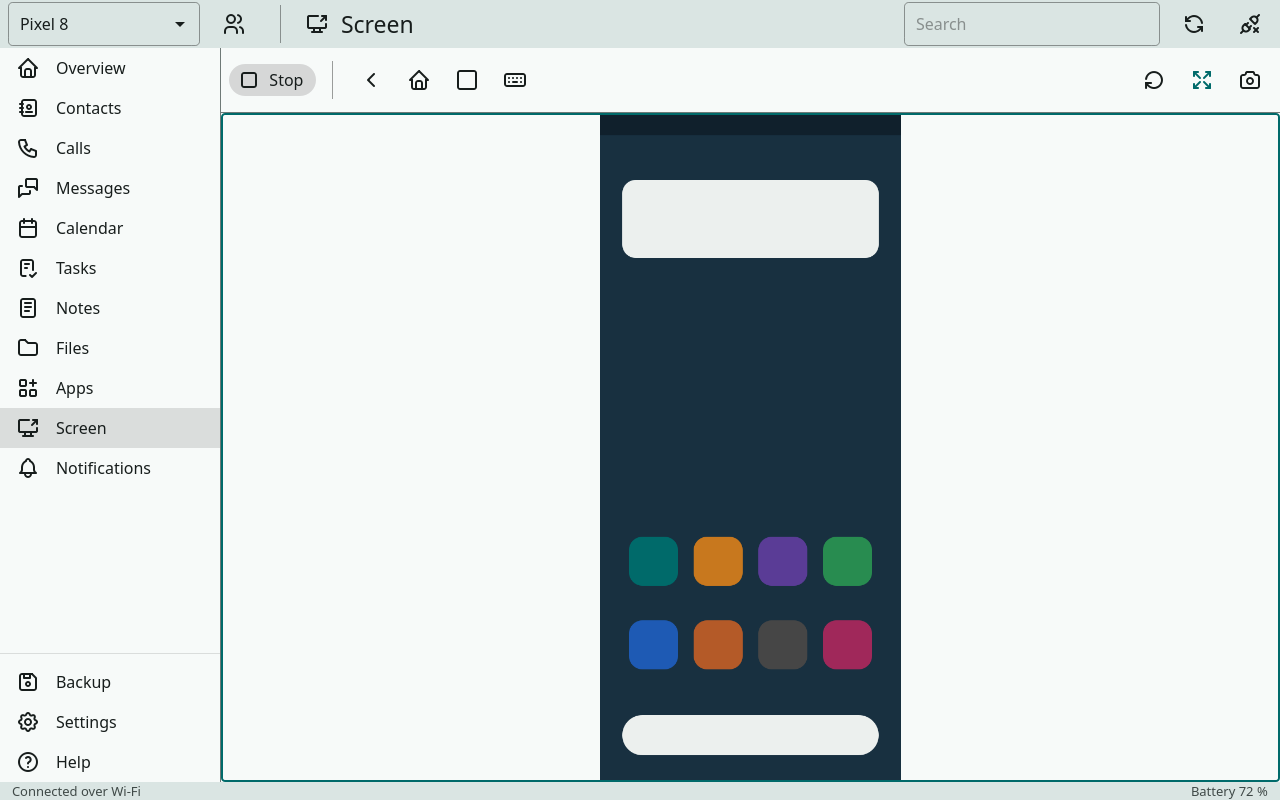 Pixel 8
Screen
Search
Overview
Contacts
Calls
Messages
Calendar
Tasks
Notes
Files
Apps
Screen
Notifications
Backup
Settings
Help
Stop
Connected over Wi-Fi
Battery 72 %